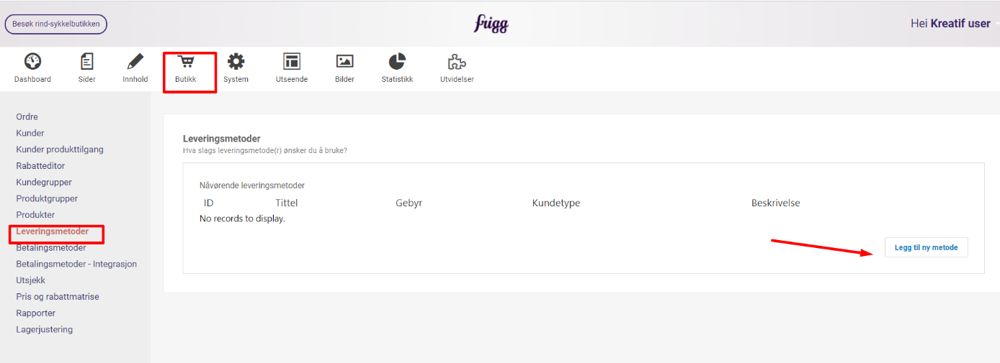 Besøk rind-sykkelbutikken
frigg
Hei Kreatif user
Dashboard
Sider
Innhold
Butikk
System
Utseende
Bilder
Statistikk
Utvidelser
Ordre
Kunder
Kunder produkttilgang
Rabatteditor
Kundegrupper
Produktgrupper
Produkter
Leveringsmetoder
Betalingsmetoder
Betalingsmetoder - Integrasjon
Utsjekk
Pris og rabattmatrise
Rapporter
Lagerjustering
Leveringsmetoder
Hva slags leveringsmetode(r) ønsker du å bruke?
Nåvørende leveringsmetoder
ID Tittel Gebyr Kundetype Beskrivelse
No records to display.
Legg til ny metode